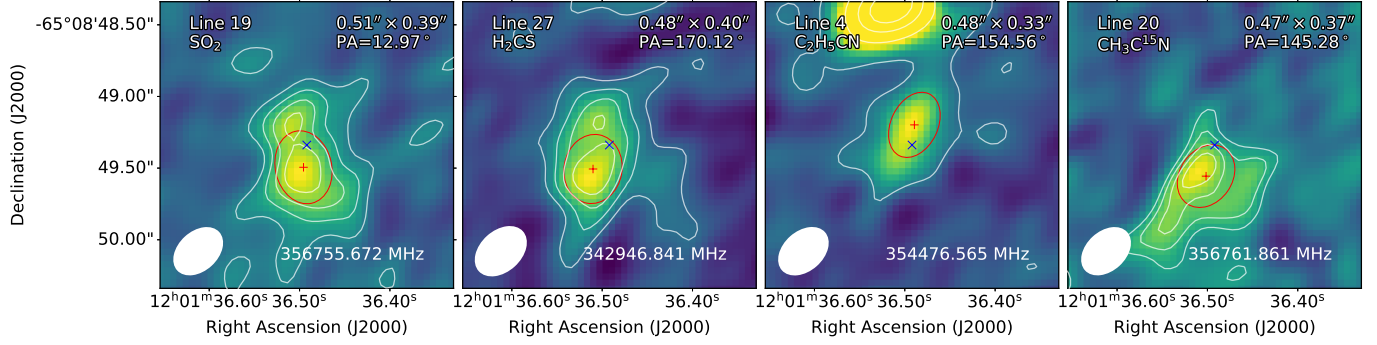 Line 19 0.51″ × 0.39″
SO₂ PA=12.97°
356755.672 MHz
Line 27 0.48″ × 0.40″
H₂CS PA=170.12°
342946.841 MHz
Line 4 0.48″ × 0.33″
C₂H₅CN PA=154.56°
354476.565 MHz
Line 20 0.47″ × 0.37″
CH₃C¹⁵N PA=145.28°
356761.861 MHz
Declination (J2000)
-65°08'48.50"
49.00"
49.50"
50.00"
12ʰ01ᵐ36.60ˢ 36.50ˢ 36.40ˢ
12ʰ01ᵐ36.60ˢ 36.50ˢ 36.40ˢ
12ʰ01ᵐ36.60ˢ 36.50ˢ 36.40ˢ
12ʰ01ᵐ36.60ˢ 36.50ˢ 36.40ˢ
Right Ascension (J2000)
Right Ascension (J2000)
Right Ascension (J2000)
Right Ascension (J2000)